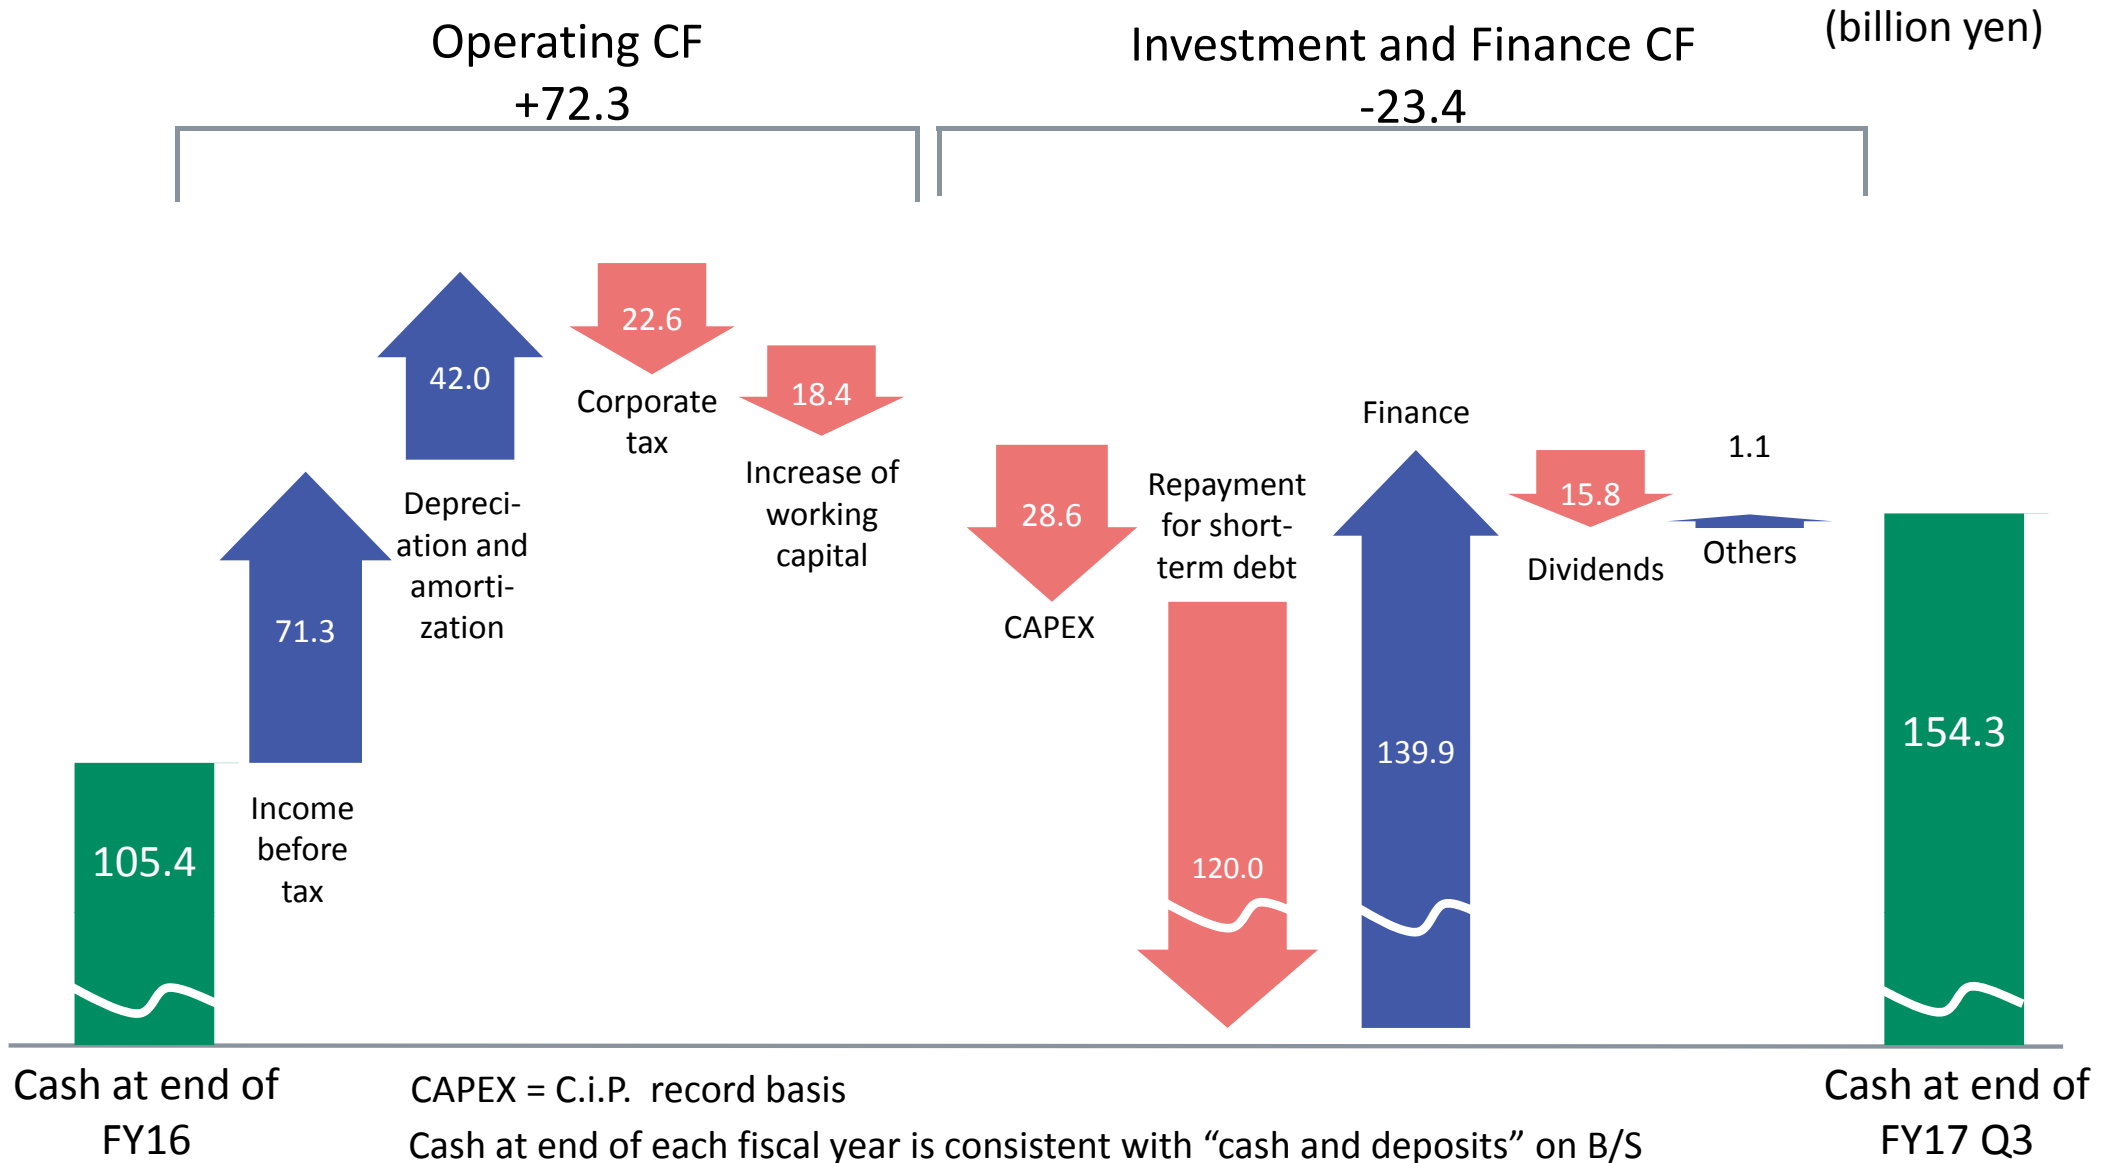 Operating CF
+72.3
Investment and Finance CF
-23.4
(billion yen)
105.4
Cash at end of
FY16
71.3
Income
before
tax
42.0
Depreci-
ation and
amorti-
zation
22.6
Corporate
tax
18.4
Increase of
working
capital
28.6
CAPEX
Repayment
for short-
term debt
120.0
Finance
139.9
15.8
Dividends
1.1
Others
154.3
Cash at end of
FY17 Q3
CAPEX = C.i.P. record basis
Cash at end of each fiscal year is consistent with “cash and deposits” on B/S